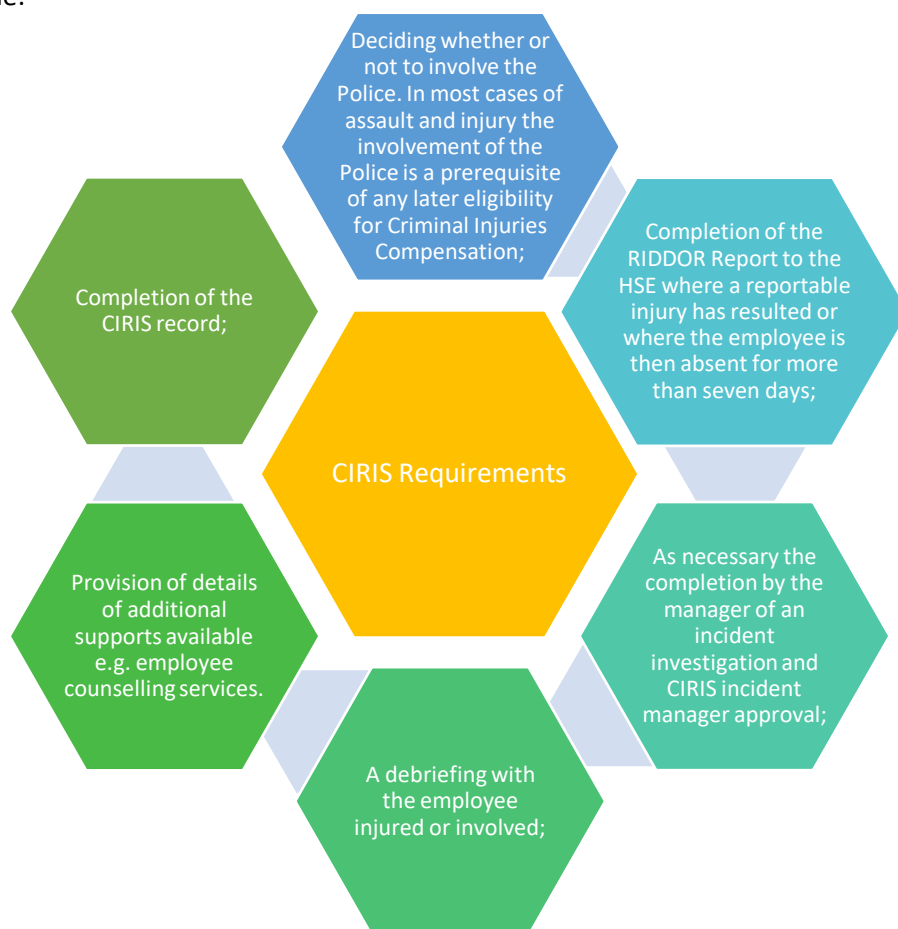 Deciding whether or
not to involve the
Police. In most cases of
assault and injury the
involvement of the
Police is a prerequisite
of any later eligibility
for Criminal Injuries
Compensation;
Completion of the
RIDDOR Report to the
HSE where a reportable
injury has resulted or
where the employee is
then absent for more
than seven days;
As necessary the
completion by the
manager of an
incident
investigation and
CIRIS incident
manager approval;
A debriefing with
the employee
injured or involved;
Provision of details
of additional
supports available
e.g. employee
counselling services.
Completion of the
CIRIS record;
CIRIS Requirements